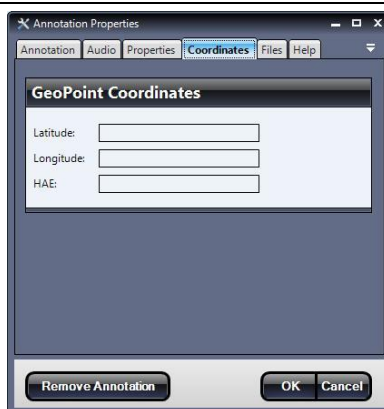 Annotation Properties
Annotation Audio Properties Coordinates Files Help
GeoPoint Coordinates
Latitude:
Longitude:
HAE:
Remove Annotation OK Cancel